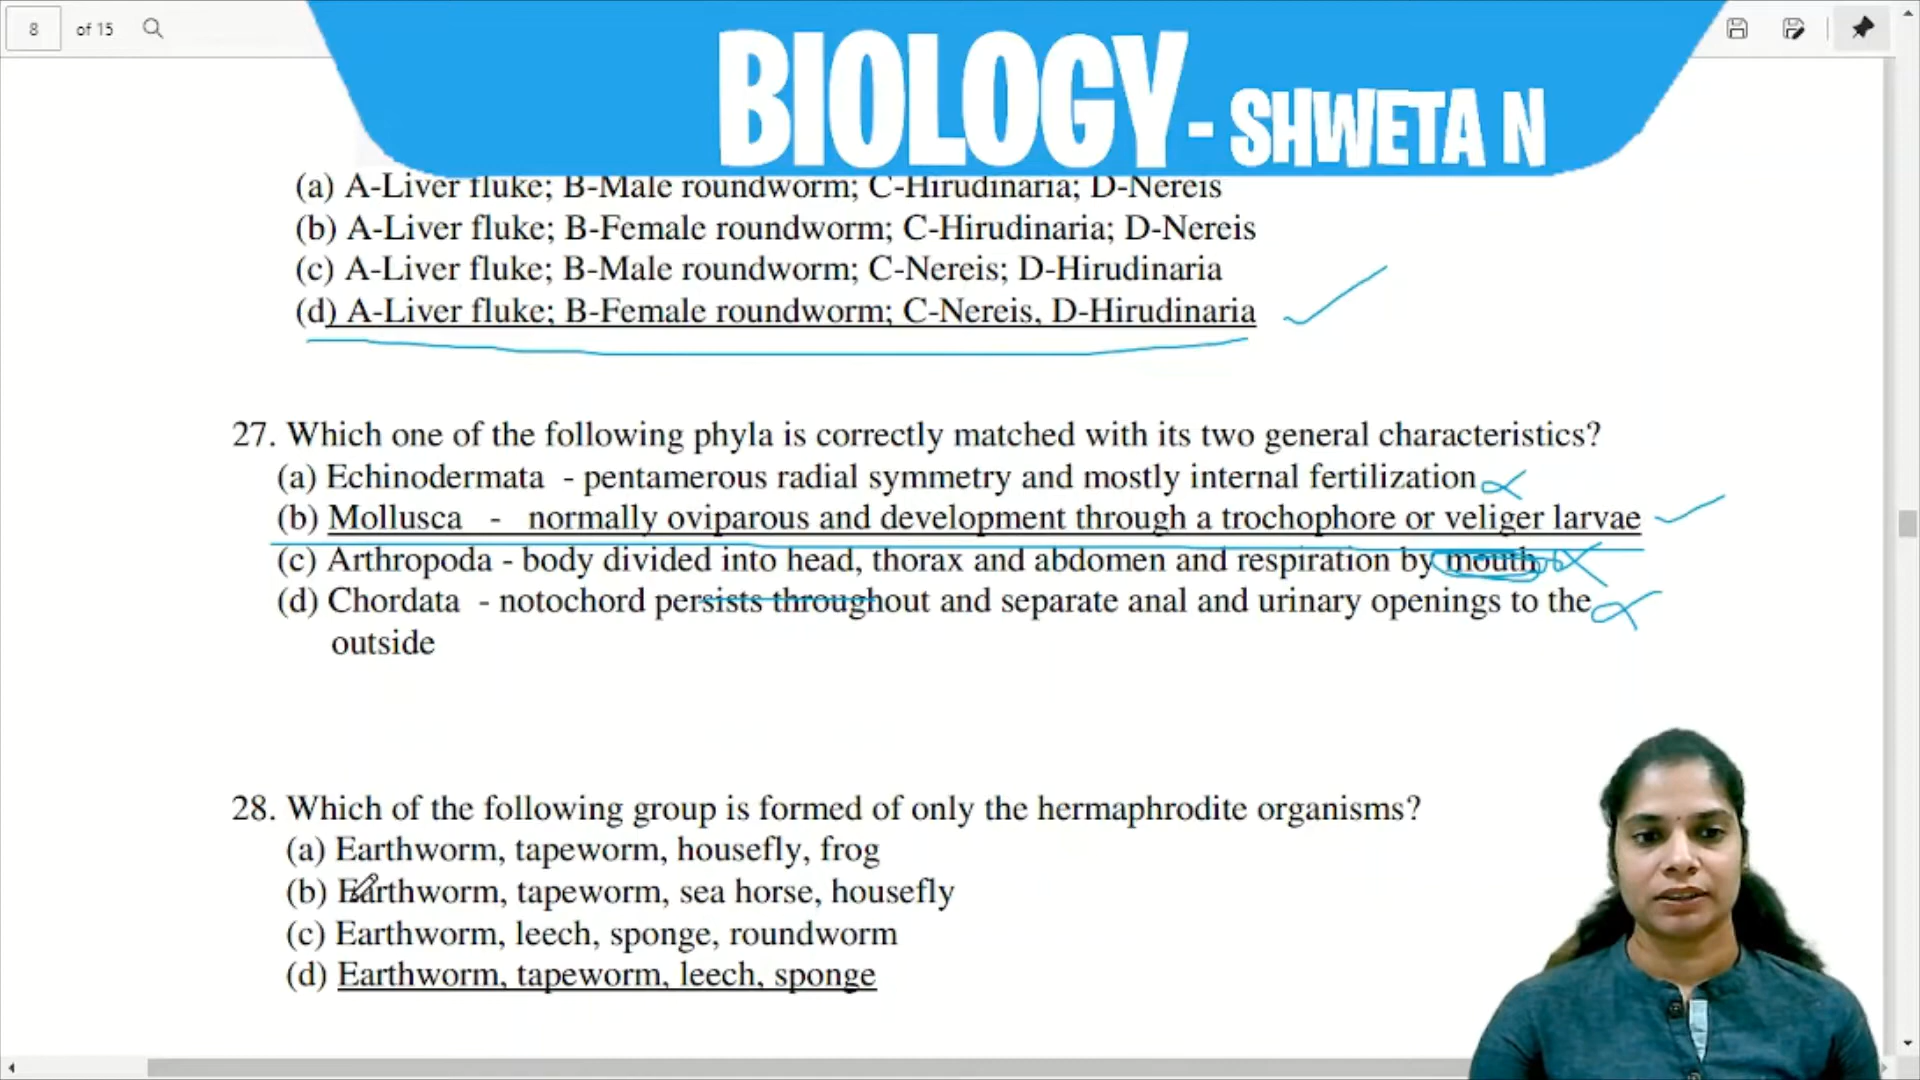 8 of 15
BIOLOGY - SHWETA N
(a) A-Liver fluke; B-Male roundworm; C-Hirudinaria; D-Nereis
(b) A-Liver fluke; B-Female roundworm; C-Hirudinaria; D-Nereis
(c) A-Liver fluke; B-Male roundworm; C-Nereis; D-Hirudinaria
(d) A-Liver fluke; B-Female roundworm; C-Nereis, D-Hirudinaria
27. Which one of the following phyla is correctly matched with its two general characteristics?
(a) Echinodermata - pentamerous radial symmetry and mostly internal fertilization
(b) Mollusca - normally oviparous and development through a trochophore or veliger larvae
(c) Arthropoda - body divided into head, thorax and abdomen and respiration by mouth
(d) Chordata - notochord persists throughout and separate anal and urinary openings to the
outside
28. Which of the following group is formed of only the hermaphrodite organisms?
(a) Earthworm, tapeworm, housefly, frog
(b) Earthworm, tapeworm, sea horse, housefly
(c) Earthworm, leech, sponge, roundworm
(d) Earthworm, tapeworm, leech, sponge